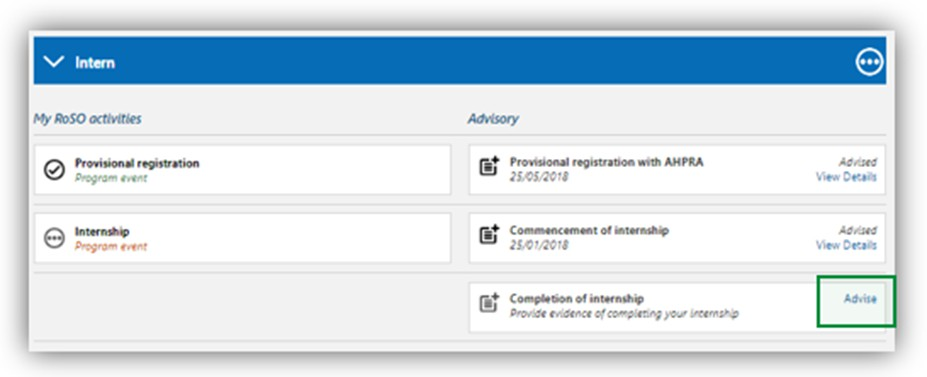 Intern
My RoSO activities
Advisory
Provisional registration
Program event
Provisional registration with AHPRA
25/05/2018
Advised
View Details
Internship
Program event
Commencement of internship
25/01/2018
Advised
View Details
Completion of internship
Provide evidence of completing your internship
Advise